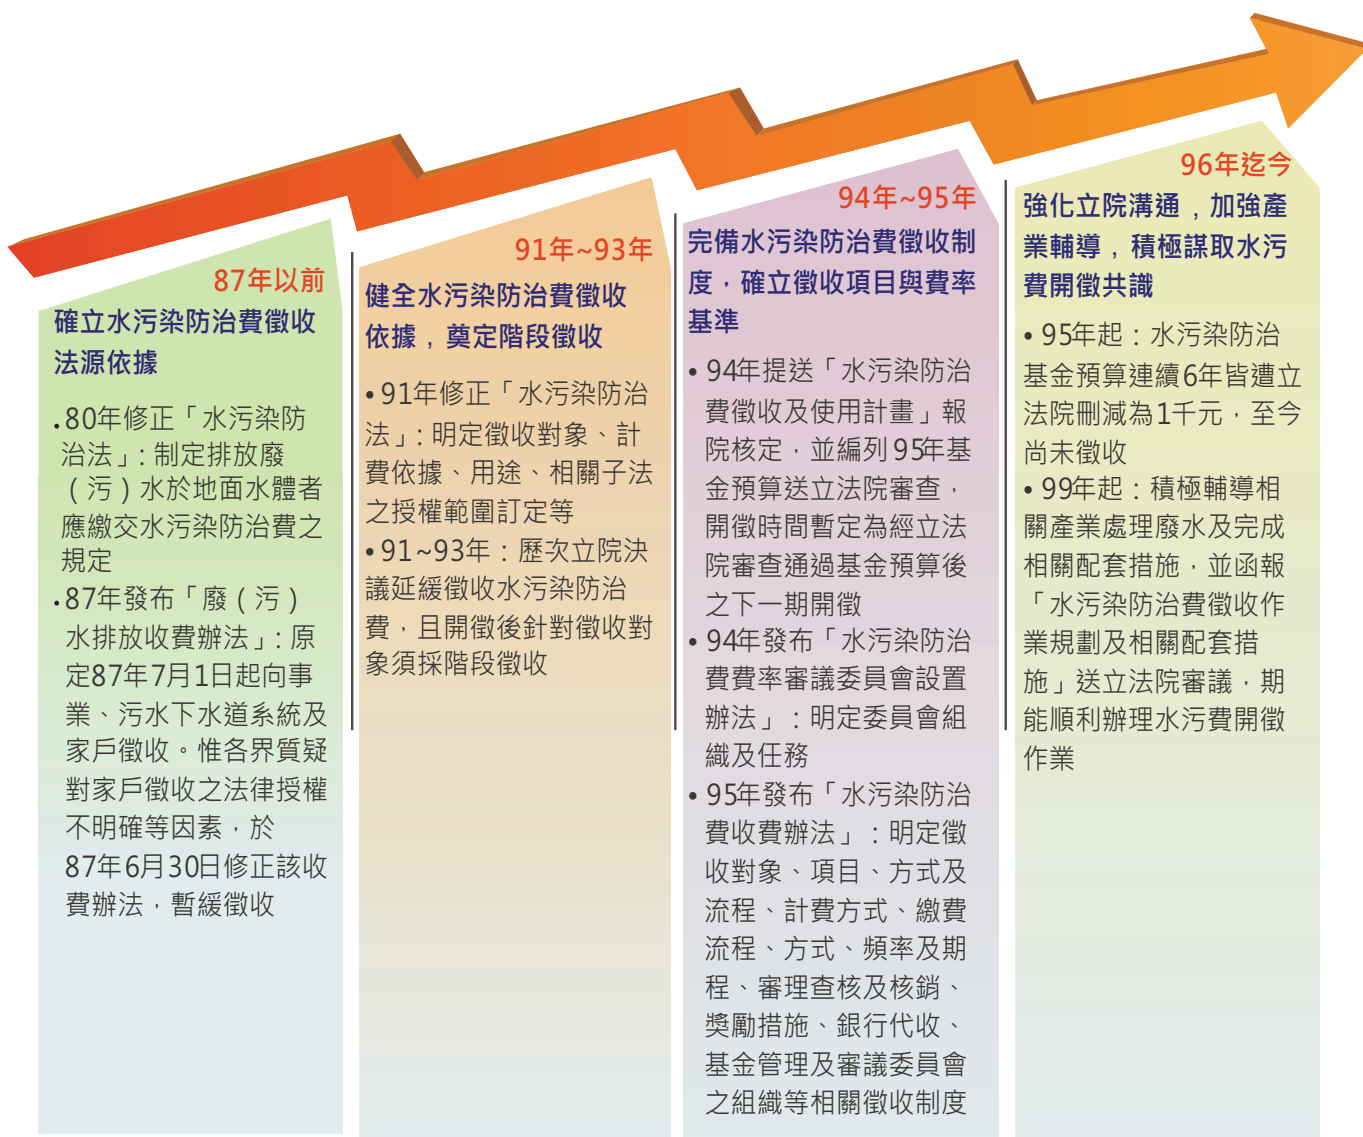 87年以前
確立水污染防治費徵收
法源依據
•80年修正「水污染防
治法」：制定排放廢
（污）水於地面水體者
應繳交水污染防治費之
規定
•87年發布「廢（污）
水排放收費辦法」：原
定87年7月1日起向事
業、污水下水道系統及
家戶徵收。惟各界質疑
對家戶徵收之法律授權
不明確等因素，於
87年6月30日修正該收
費辦法，暫緩徵收
91年~93年
健全水污染防治費徵收
依據，奠定階段徵收
•91年修正「水污染防治
法」：明定徵收對象、計
費依據、用途、相關子法
之授權範圍訂定等
•91~93年：歷次立院決
議延緩徵收水污染防治
費，且開徵後針對徵收對
象須採階段徵收
94年~95年
完備水污染防治費徵收制
度，確立徵收項目與費率
基準
• 94年提送「水污染防治
費徵收及使用計畫」報
院核定，並編列95年基
金預算送立法院審查，
開徵時間暫定為經立法
院審查通過基金預算後
之下一期開徵
• 94年發布「水污染防治
費費率審議委員會設置
辦法」：明定委員會組
織及任務
• 95年發布「水污染防治
費收費辦法」：明定徵
收對象、項目、方式及
流程、計費方式、繳費
流程、方式、頻率及期
程、審理查核及核銷、
獎勵措施、銀行代收、
基金管理及審議委員會
之組織等相關徵收制度
96年迄今
強化立院溝通，加強產
業輔導，積極謀取水污
費開徵共識
• 95年起：水污染防治
基金預算連續6年皆遭立
法院刪減為1千元，至今
尚未徵收
• 99年起：積極輔導相
關產業處理廢水及完成
相關配套措施，並函報
「水污染防治費徵收作
業規劃及相關配套措
施」送立法院審議，期
能順利辦理水污費開徵
作業